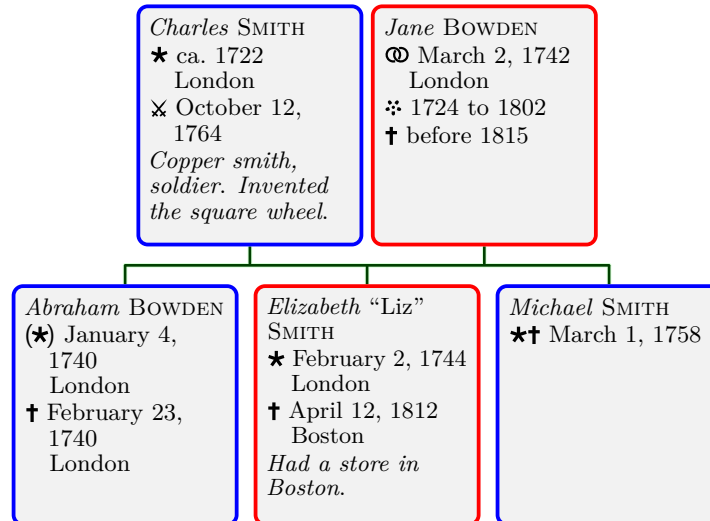 Charles SMITH
★ ca. 1722
London
⚔ October 12,
1764
Copper smith,
soldier. Invented
the square wheel.
Jane BOWDEN
⚭ March 2, 1742
London
⁘ 1724 to 1802
✝ before 1815
Abraham BOWDEN
(★) January 4,
1740
London
✝ February 23,
1740
London
Elizabeth “Liz”
SMITH
★ February 2, 1744
London
✝ April 12, 1812
Boston
Had a store in
Boston.
Michael SMITH
★✝ March 1, 1758